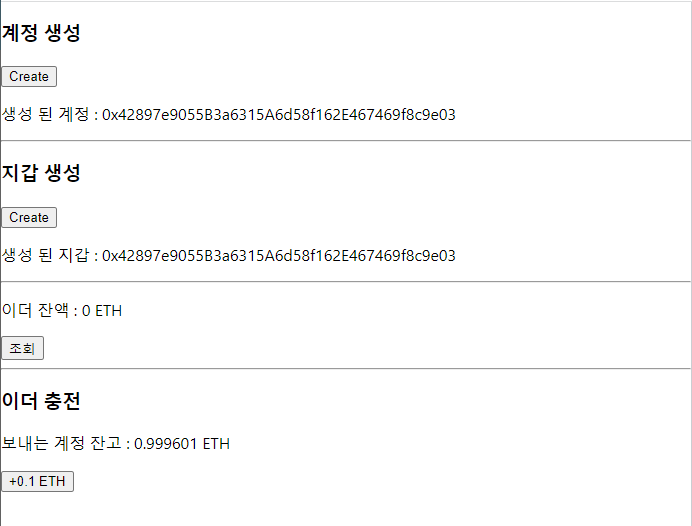 계정 생성
Create
생성 된 계정 : 0x42897e9055B3a6315A6d58f162E467469f8c9e03
지갑 생성
Create
생성 된 지갑 : 0x42897e9055B3a6315A6d58f162E467469f8c9e03
이더 잔액 : 0 ETH
조회
이더 충전
보내는 계정 잔고 : 0.999601 ETH
+0.1 ETH